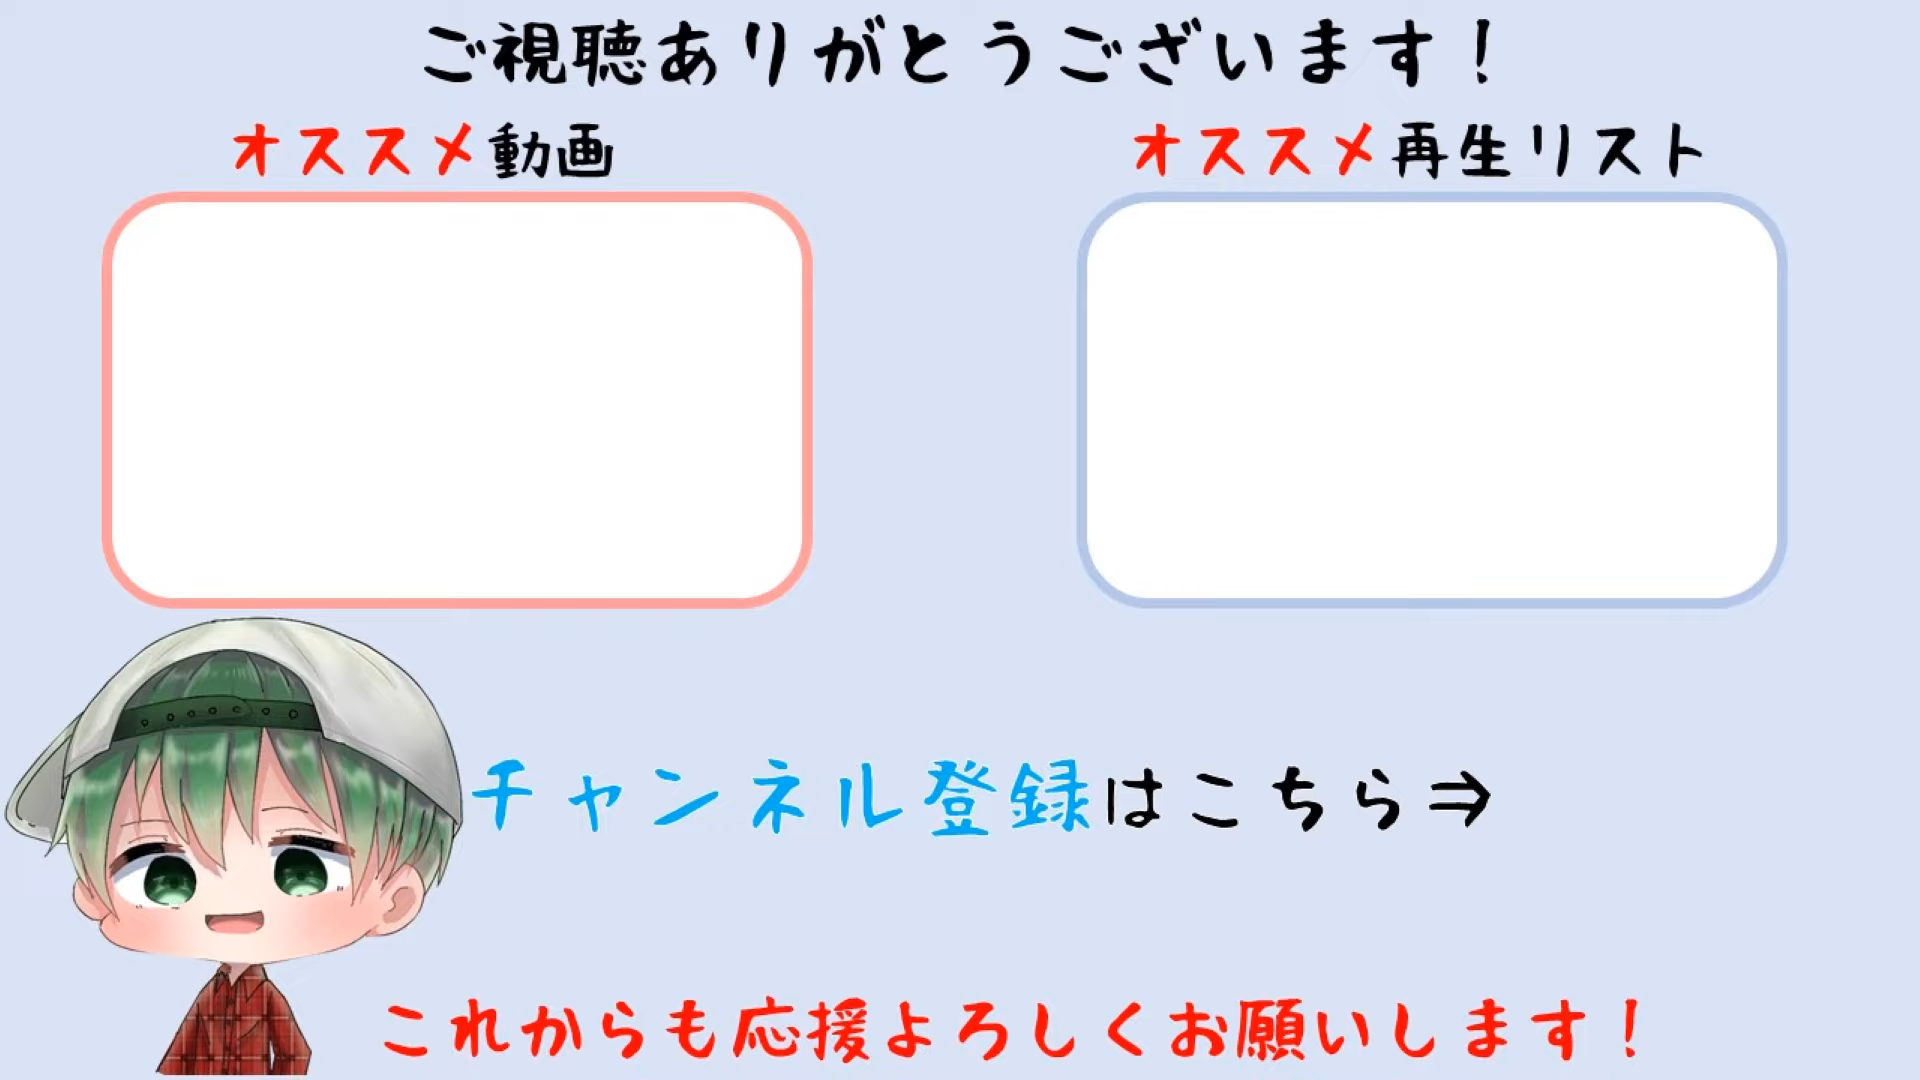 ご視聴ありがとうございます！
オススメ動画
オススメ再生リスト
チャンネル登録はこちら⇒
これからも応援よろしくお願いします！